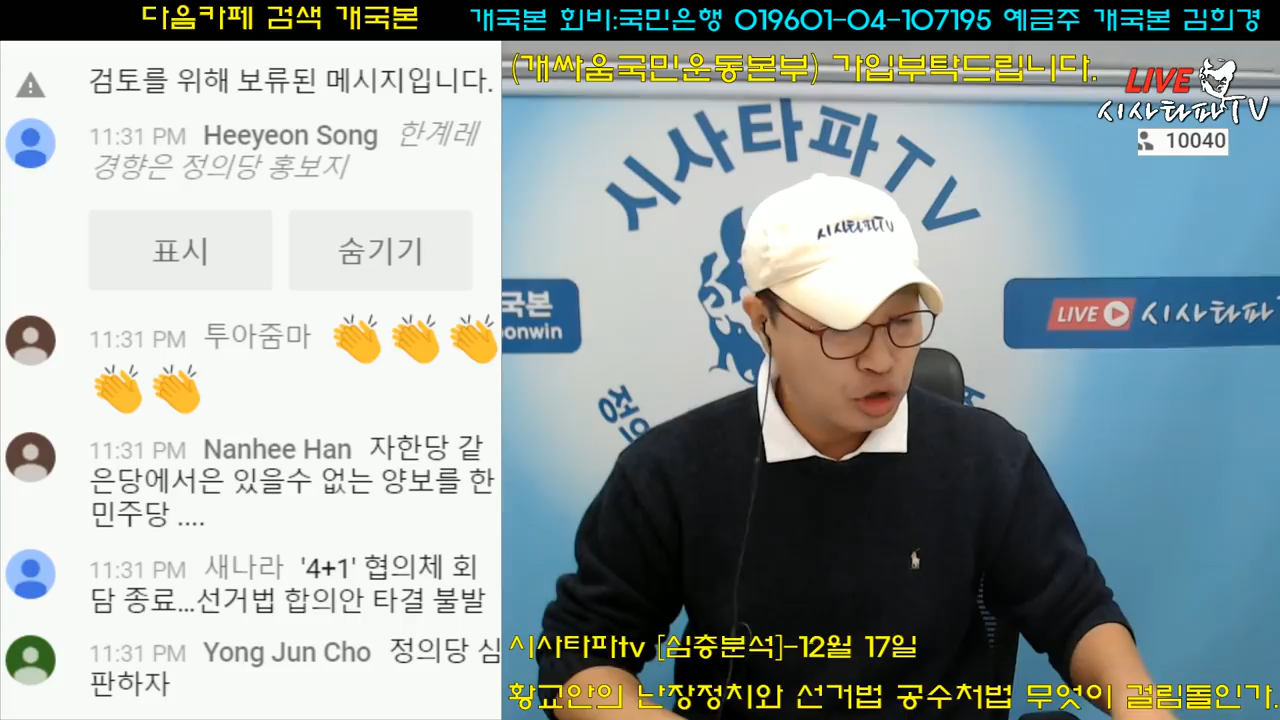 다음카페 검색 개국본
개국본 회비:국민은행 019601-04-107195 예금주 개국본 김희경
(개싸움국민운동본부) 가입부탁드립니다.
LIVE
시사타파TV
10040
검토를 위해 보류된 메시지입니다.
11:31 PM Heeyeon Song 한계레
경향은 정의당 홍보지
표시
숨기기
11:31 PM 투아줌마
11:31 PM Nanhee Han 자한당 같
은당에서은 있을수 없는 양보를 한
민주당 ....
11:31 PM 새나라 '4+1' 협의체 회
담 종료...선거법 합의안 타결 불발
11:31 PM Yong Jun Cho 정의당 심
판하자
시사타파TV
시사타파TV
국본
onwin
LIVE 시사타파
정의
시사타파tv [심층분석]-12월 17일
황교안의 난장정치와 선거법 공수처법 무엇이 걸림돌인가.